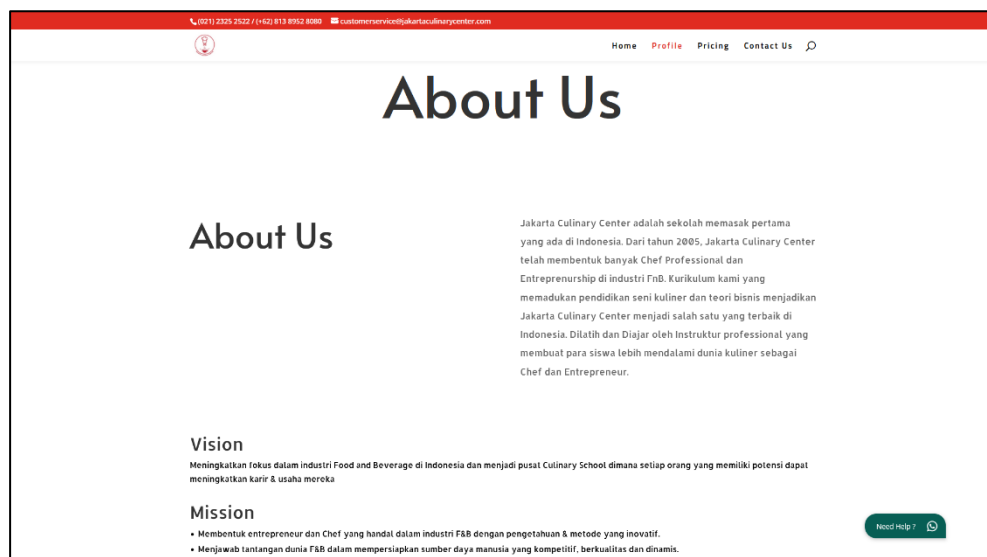 (021) 2325 2522 / (+62) 813 8952 8080 customerservice@jakartaculinarycenter.com
Home Profile Pricing Contact Us
About Us
About Us
Jakarta Culinary Center adalah sekolah memasak pertama
yang ada di Indonesia. Dari tahun 2005, Jakarta Culinary Center
telah membentuk banyak Chef Professional dan
Entreprenurship di industri FnB. Kurikulum kami yang
memadukan pendidikan seni kuliner dan teori bisnis menjadikan
Jakarta Culinary Center menjadi salah satu yang terbaik di
Indonesia. Dilatih dan Diajar oleh Instruktur professional yang
membuat para siswa lebih mendalami dunia kuliner sebagai
Chef dan Entrepreneur.
Vision
Meningkatkan fokus dalam industri Food and Beverage di Indonesia dan menjadi pusat Culinary School dimana setiap orang yang memiliki potensi dapat
meningkatkan karir & usaha mereka
Mission
• Membentuk entrepreneur dan Chef yang handal dalam industri F&B dengan pengetahuan & metode yang inovatif.
• Menjawab tantangan dunia F&B dalam mempersiapkan sumber daya manusia yang kompetitif, berkualitas dan dinamis.
Need Help ?